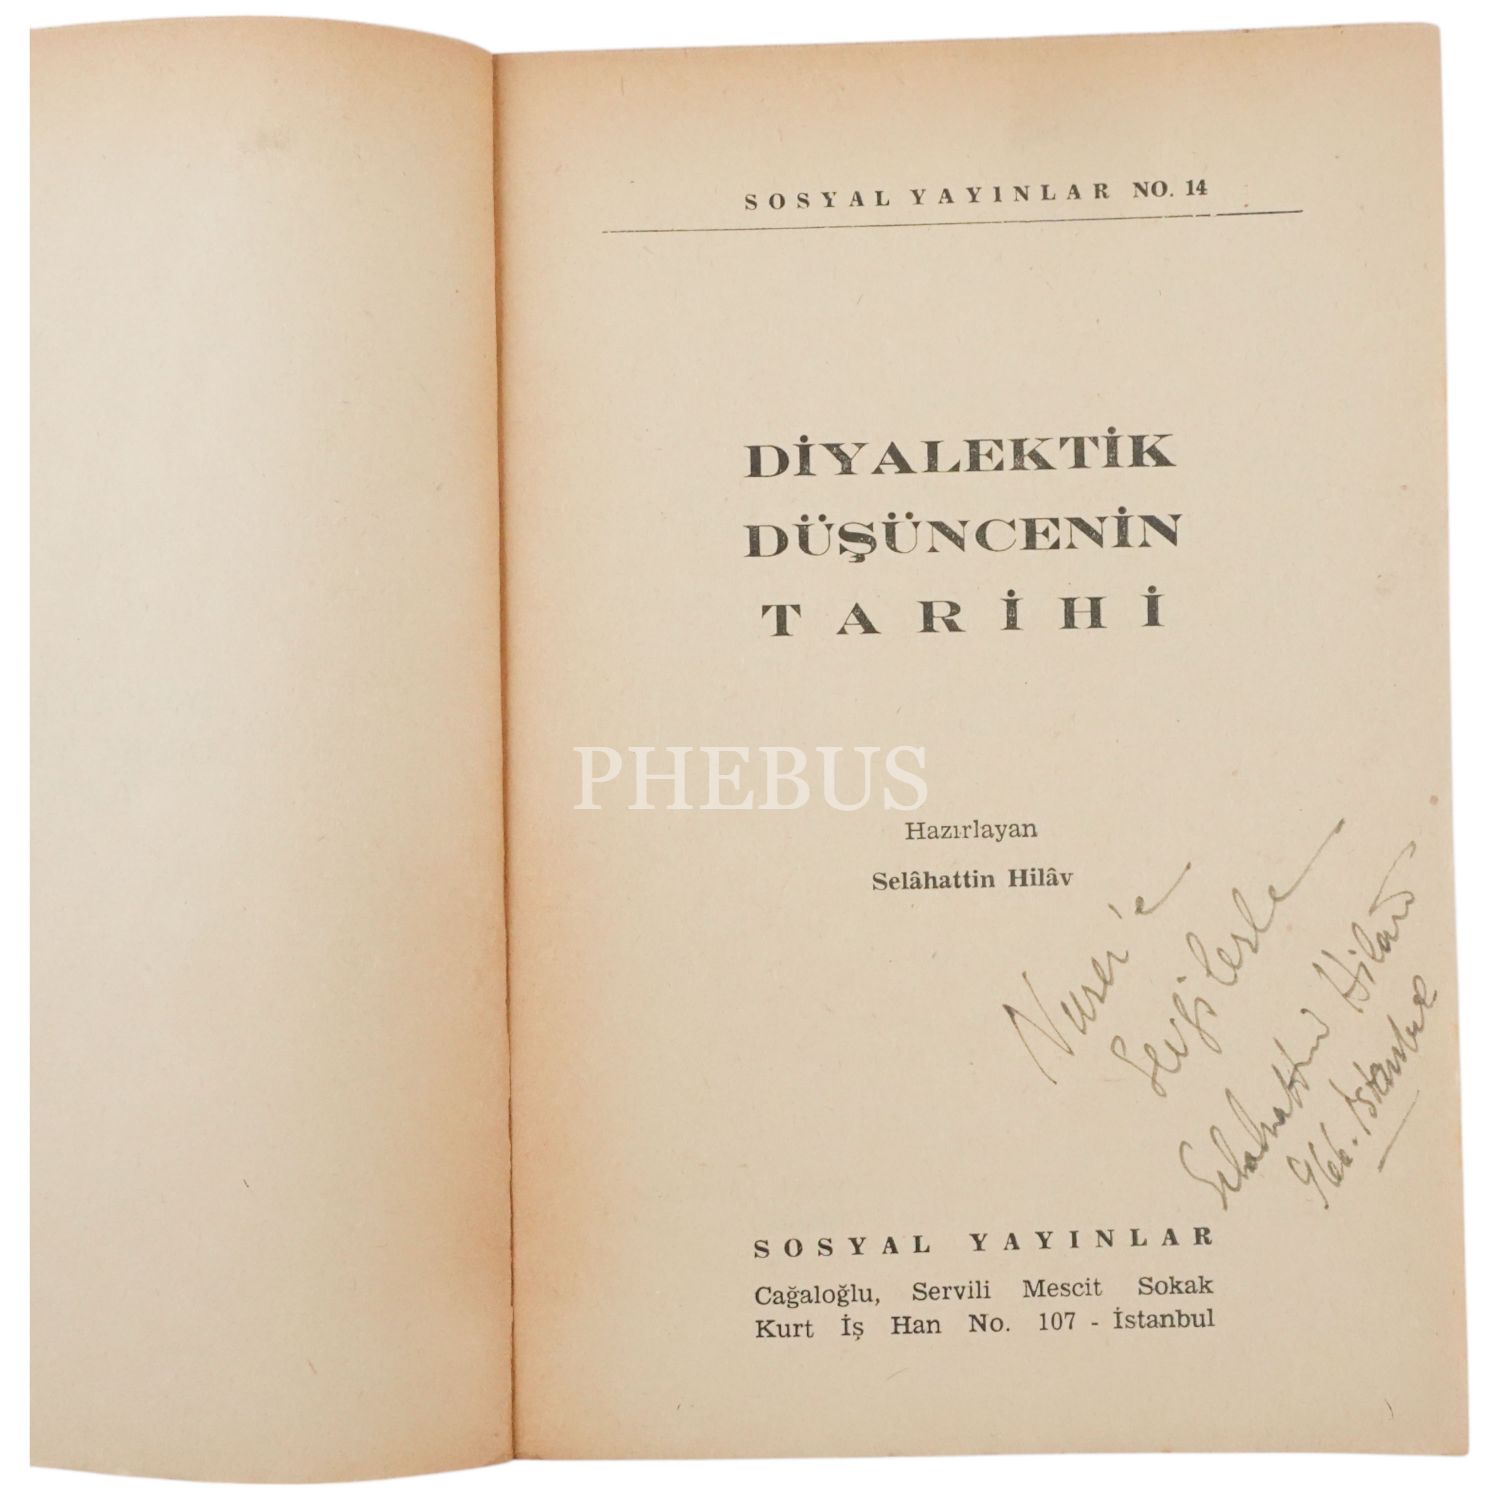 SOSYAL YAYINLAR NO. 14
DİYALEKTİK
DÜŞÜNCENİN
TARİHİ
PHEBUS
Hazırlayan
Selâhattin Hilâv
Nurer'e
Sevgilerle
Selahattin Hilav
966. İstanbul
SOSYAL YAYINLAR
Cağaloğlu, Servili Mescit Sokak
Kurt İş Han No. 107 - İstanbul